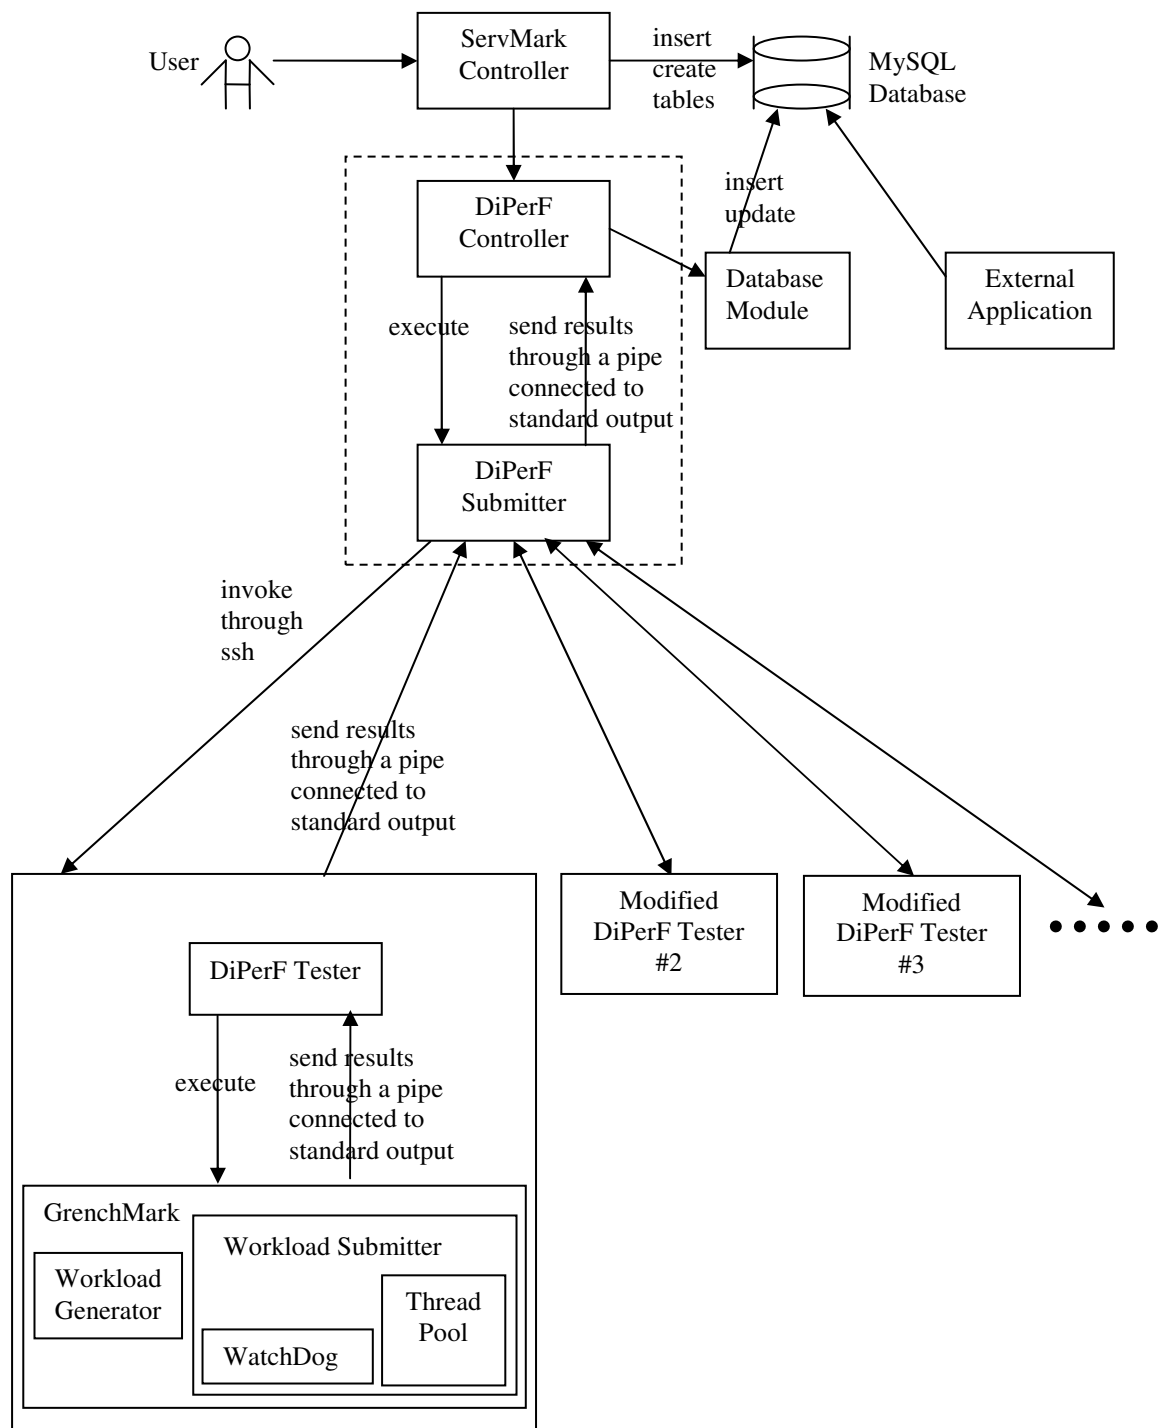 User
ServMark
Controller
insert
create
tables
MySQL
Database
DiPerF
Controller
insert
update
Database
Module
External
Application
execute
send results
through a pipe
connected to
standard output
DiPerF
Submitter
invoke
through
ssh
send results
through a pipe
connected to
standard output
Modified
DiPerF Tester
#2
Modified
DiPerF Tester
#3
DiPerF Tester
execute
send results
through a pipe
connected to
standard output
GrenchMark
Workload Submitter
Workload
Generator
Thread
Pool
WatchDog